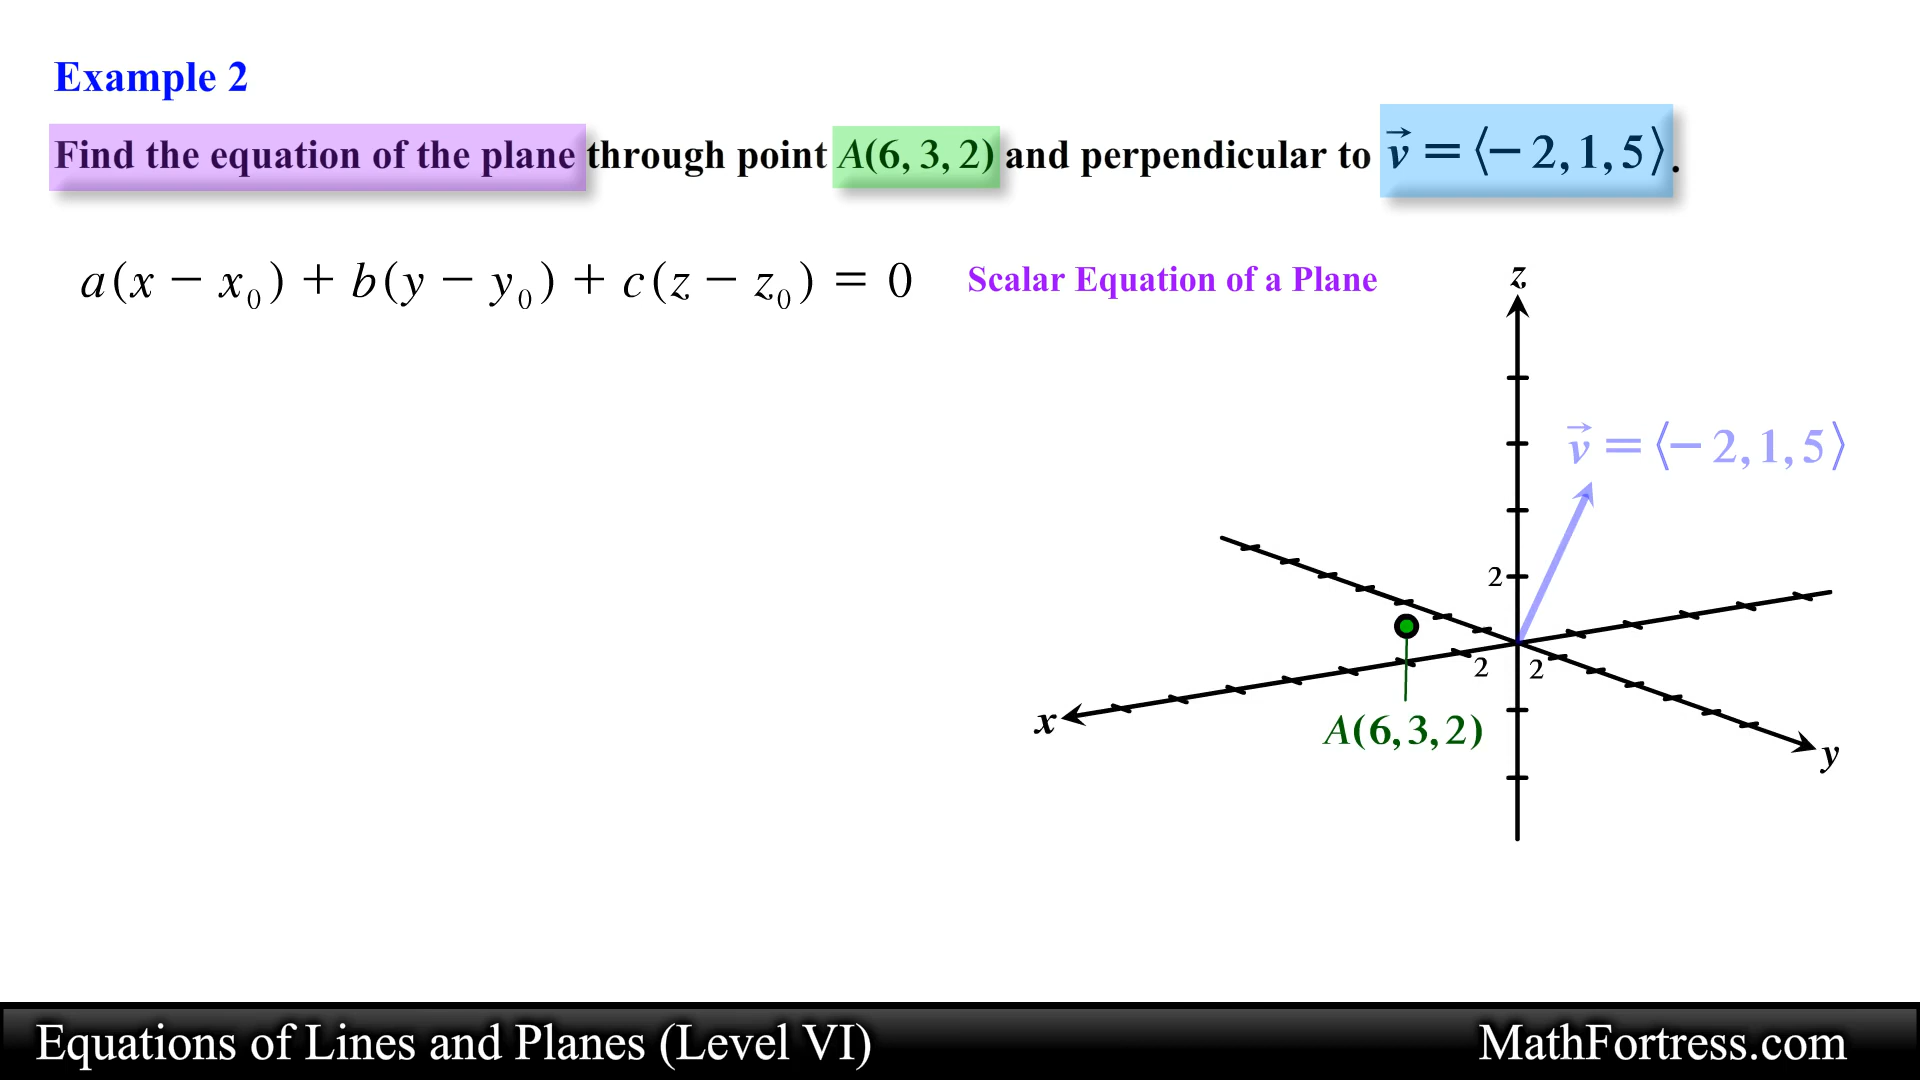 Example 2
Find the equation of the plane through point A(6, 3, 2) and perpendicular to v⃗ = ⟨−2, 1, 5⟩.
a(x − x₀) + b(y − y₀) + c(z − z₀) = 0 Scalar Equation of a Plane
z
v⃗ = ⟨−2, 1, 5⟩
2
2 2
x
A(6, 3, 2)
y
Equations of Lines and Planes (Level VI) MathFortress.com